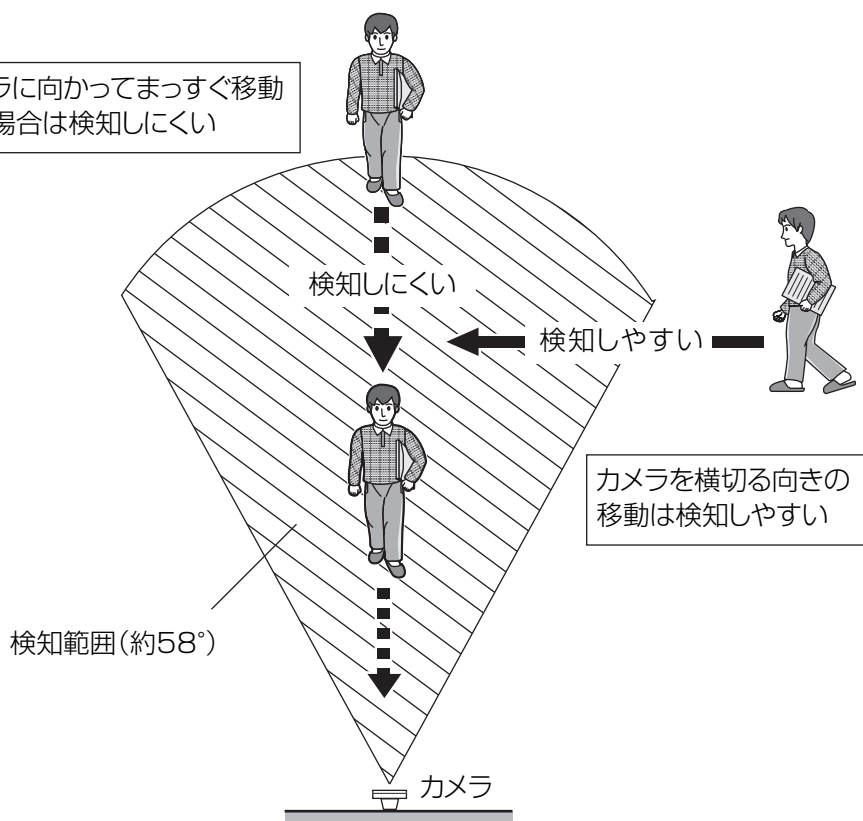 ラに向かってまっすぐ移動
場合は検知しにくい
検知しにくい
検知しやすい
カメラを横切る向きの
移動は検知しやすい
検知範囲(約58°)
カメラ